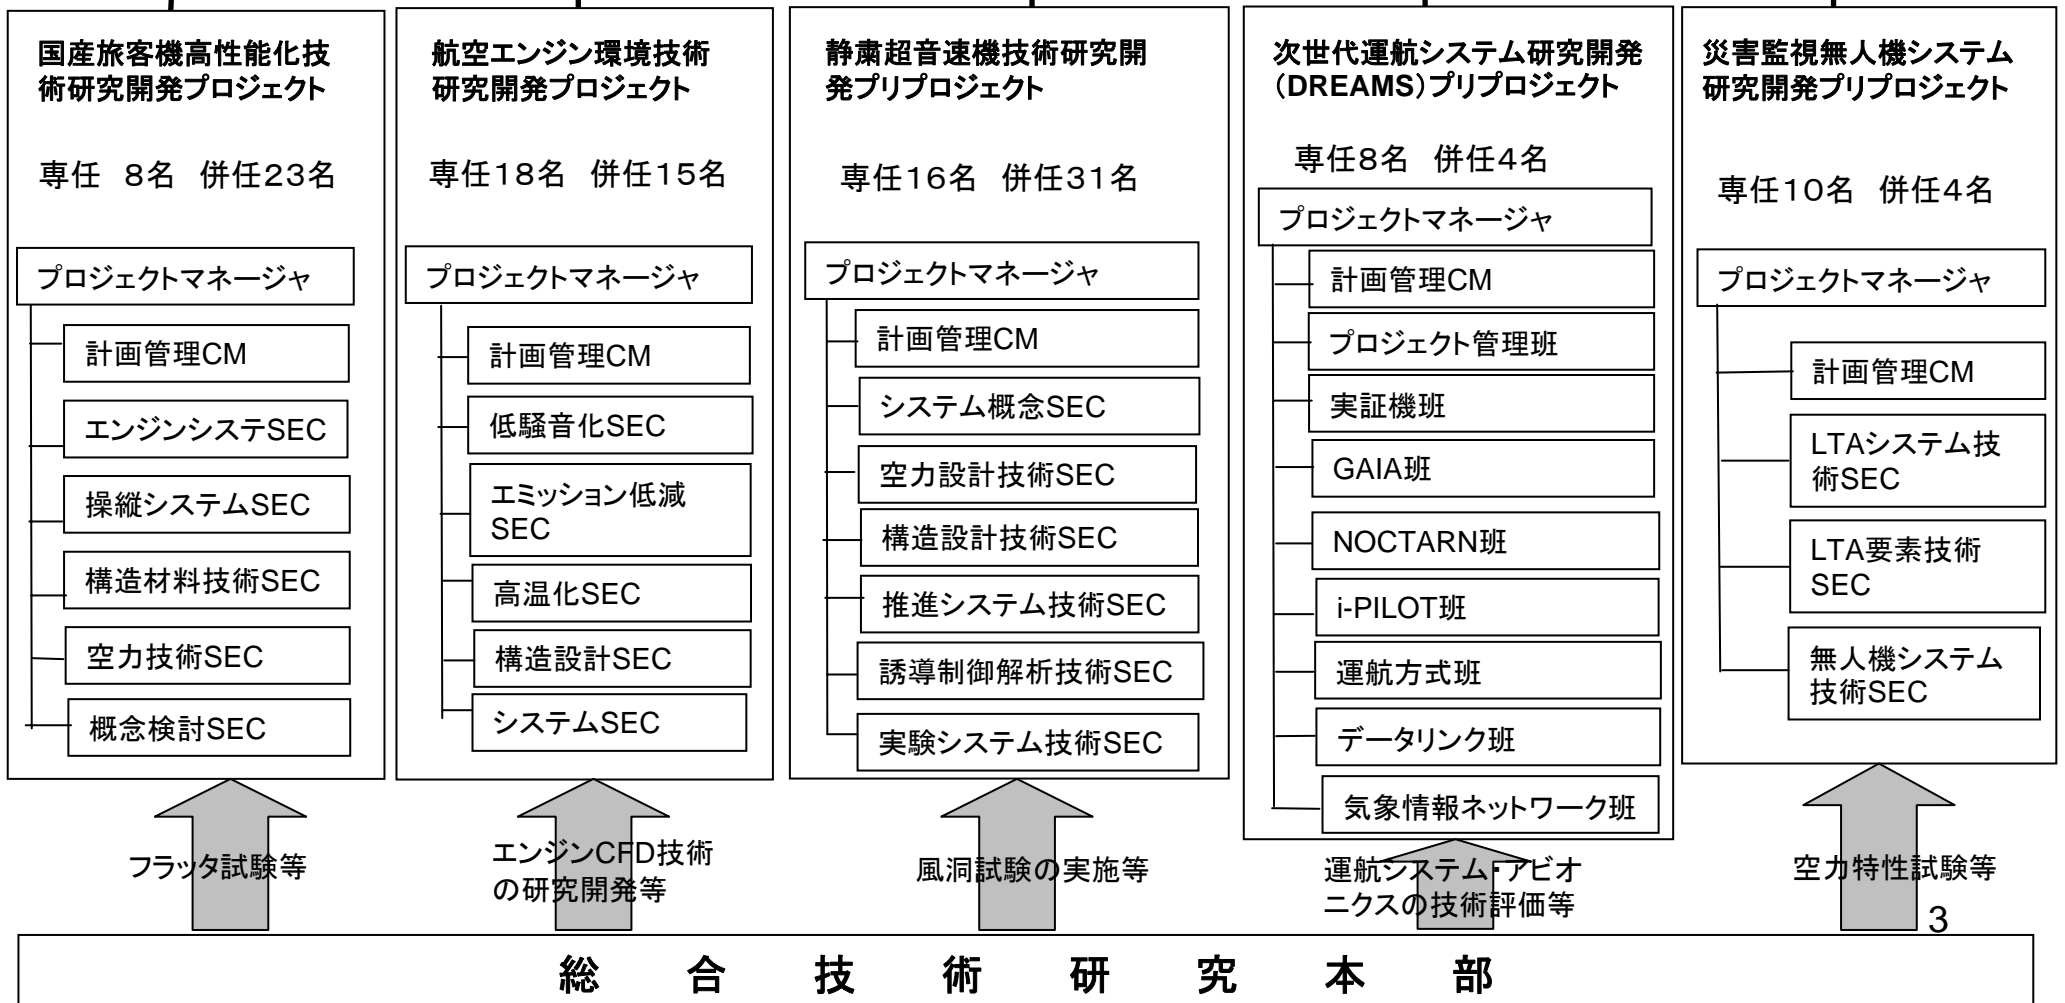 国産旅客機高性能化技
術研究開発プロジェクト
専任 8名 併任23名
プロジェクトマネージャ
計画管理CM
エンジンシステSEC
操縦システムSEC
構造材料技術SEC
空力技術SEC
概念検討SEC
フラッタ試験等
航空エンジン環境技術
研究開発プロジェクト
専任18名 併任15名
プロジェクトマネージャ
計画管理CM
低騒音化SEC
エミッション低減
SEC
高温化SEC
構造設計SEC
システムSEC
エンジンCFD技術
の研究開発等
静粛超音速機技術研究開
発プリプロジェクト
専任16名 併任31名
プロジェクトマネージャ
計画管理CM
システム概念SEC
空力設計技術SEC
構造設計技術SEC
推進システム技術SEC
誘導制御解析技術SEC
実験システム技術SEC
風洞試験の実施等
次世代運航システム研究開発
（DREAMS）プリプロジェクト
専任8名 併任4名
プロジェクトマネージャ
計画管理CM
プロジェクト管理班
実証機班
GAIA班
NOCTARN班
i-PILOT班
運航方式班
データリンク班
気象情報ネットワーク班
運航システム・アビオ
ニクスの技術評価等
災害監視無人機システム
研究開発プリプロジェクト
専任10名 併任4名
プロジェクトマネージャ
計画管理CM
LTAシステム技
術SEC
LTA要素技術
SEC
無人機システム
技術SEC
空力特性試験等
3
総合技術研究本部